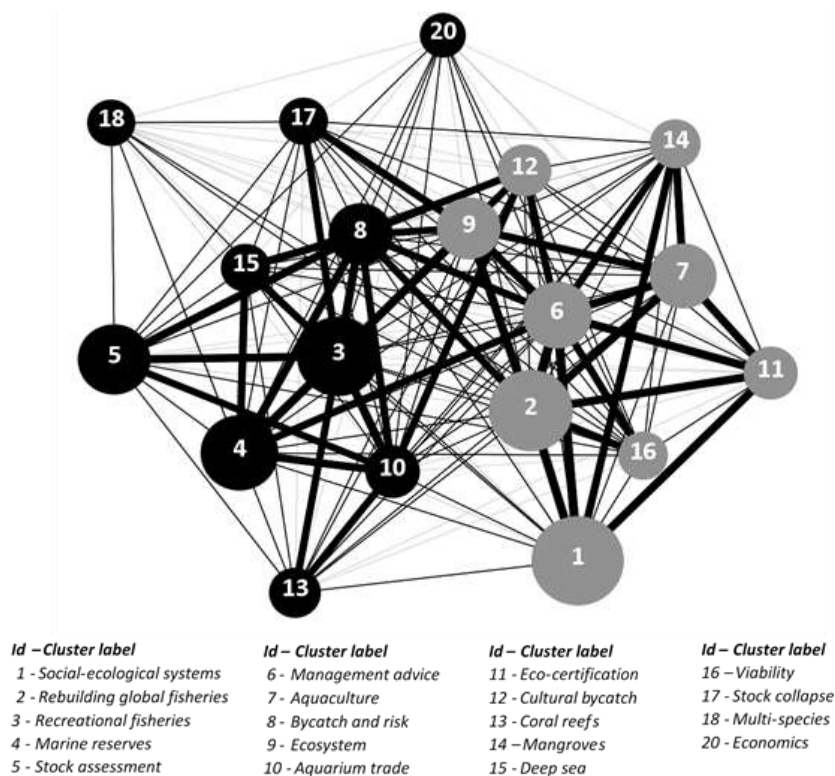 20
18
17
14
12
8
9
15
7
6
5
3
11
2
4
10
16
1
13
Id – Cluster label
1 - Social-ecological systems
2 - Rebuilding global fisheries
3 - Recreational fisheries
4 - Marine reserves
5 - Stock assessment
Id – Cluster label
6 - Management advice
7 - Aquaculture
8 - Bycatch and risk
9 - Ecosystem
10 - Aquarium trade
Id – Cluster label
11 - Eco-certification
12 - Cultural bycatch
13 - Coral reefs
14 – Mangroves
15 - Deep sea
Id – Cluster label
16 – Viability
17 - Stock collapse
18 - Multi-species
20 - Economics